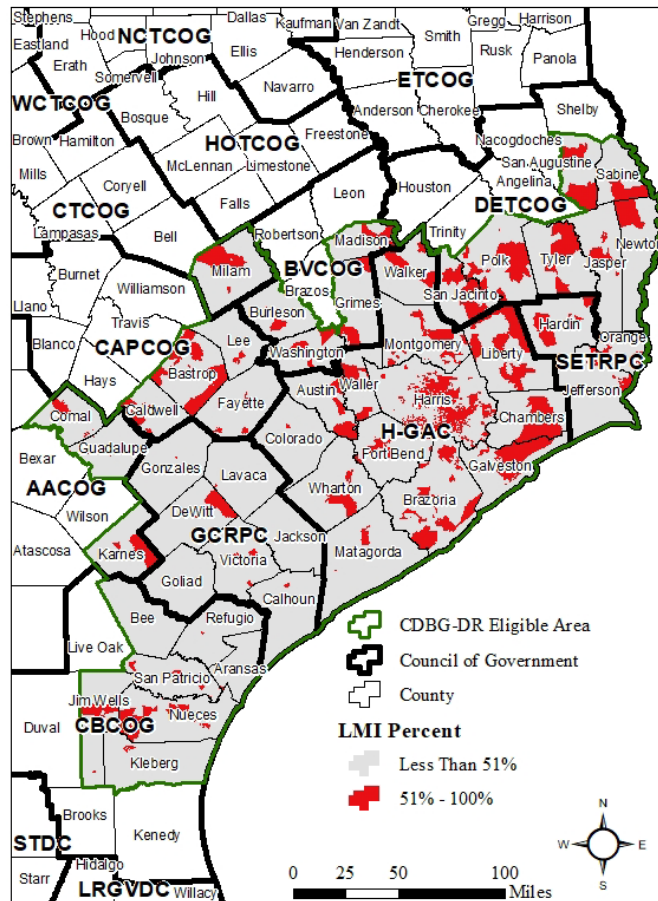 Stephens
Hood
Dallas
Kaufman
Van Zandt
Smith
Gregg
Harrison
Eastland
NCTCOG
Johnson
Ellis
Henderson
Rusk
Panola
Erath
Somervell
Navarro
ETCOG
WCTCOG
Hill
Anderson
Cherokee
Shelby
Bosque
Freestone
Brown
Hamilton
HOTCOG
Nacogdoches
McLennan
Limestone
San Augustine
Sabine
Mills
Coryell
Leon
Houston
Angelina
CTCOG
Falls
DETCOG
Lampasas
Bell
Robertson
Madison
Trinity
Newton
Burnet
Milam
BVCOG
Walker
Polk
Tyler
Jasper
Williamson
Brazos
Grimes
San Jacinto
Llano
Burleson
Hardin
Travis
Lee
Washington
Montgomery
Liberty
Orange
Blanco
CAPCOG
SETRPC
Hays
Bastrop
Austin
Waller
Harris
Jefferson
Comal
Caldwell
Fayette
Chambers
Guadalupe
Colorado
H-GAC
Bexar
Gonzales
Lavaca
Fort Bend
Galveston
AACOG
Wharton
Wilson
DeWitt
Brazoria
GCRPC
Jackson
Atascosa
Karnes
Victoria
Matagorda
Goliad
Calhoun
Bee
Refugio
CDBG-DR Eligible Area
Live Oak
Aransas
Council of Government
San Patricio
County
Jim Wells
Nueces
Duval
CBCOG
LMI Percent
Kleberg
Less Than 51%
51% - 100%
Brooks
N
STDC
Kenedy
W
E
Hidalgo
S
Starr
0 25 50 100
LRGVDC
Willacy
Miles